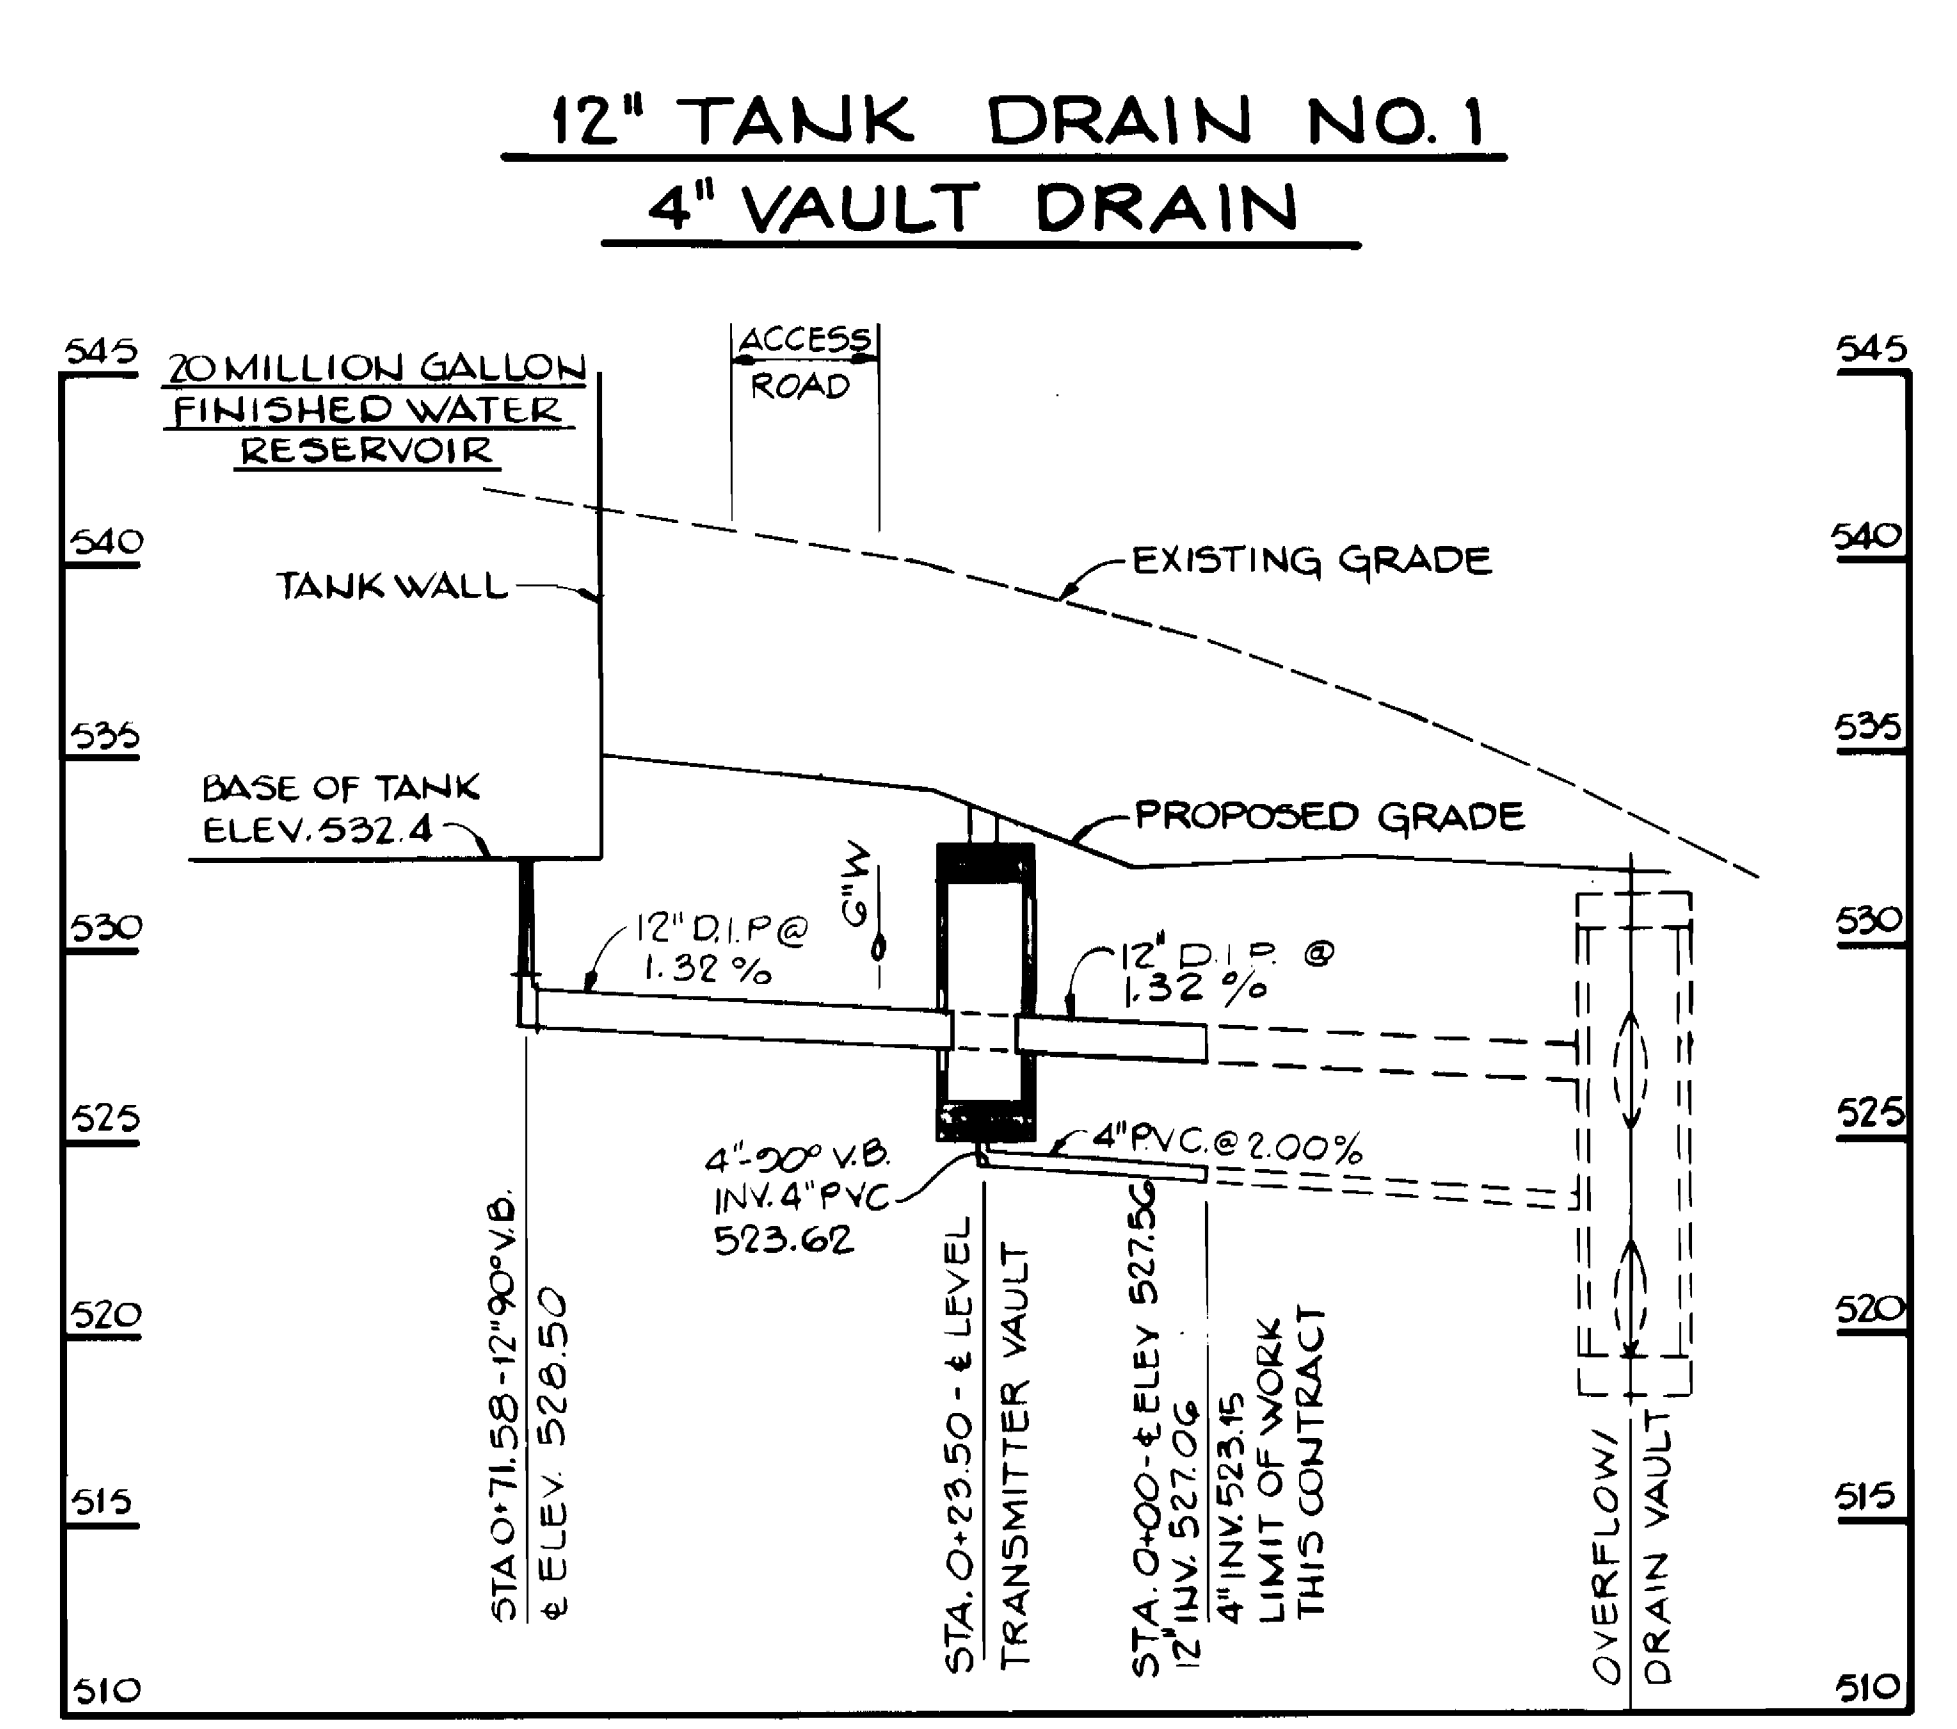 12" TANK DRAIN NO. 1
4" VAULT DRAIN
545
20 MILLION GALLON
FINISHED WATER
RESERVOIR
ACCESS
ROAD
545
540
TANK WALL
EXISTING GRADE
540
535
BASE OF TANK
ELEV. 532.4
PROPOSED GRADE
535
530
12" D.I.P @
1.32 %
6"W
12" D.I.P. @
1.32 %
530
525
4"-90° V.B.
INV. 4" PVC
523.62
4" P.V.C. @ 2.00%
525
520
STA 0+71.58-12"90° V.B.
℄ ELEV. 528.50
STA. 0+23.50 - ℄ LEVEL
TRANSMITTER VAULT
STA. 0+00-℄ ELEV 527.56
12" INV. 527.06
4" INV. 523.15
LIMIT OF WORK
THIS CONTRACT
OVERFLOW/
DRAIN VAULT
520
515
515
510
510